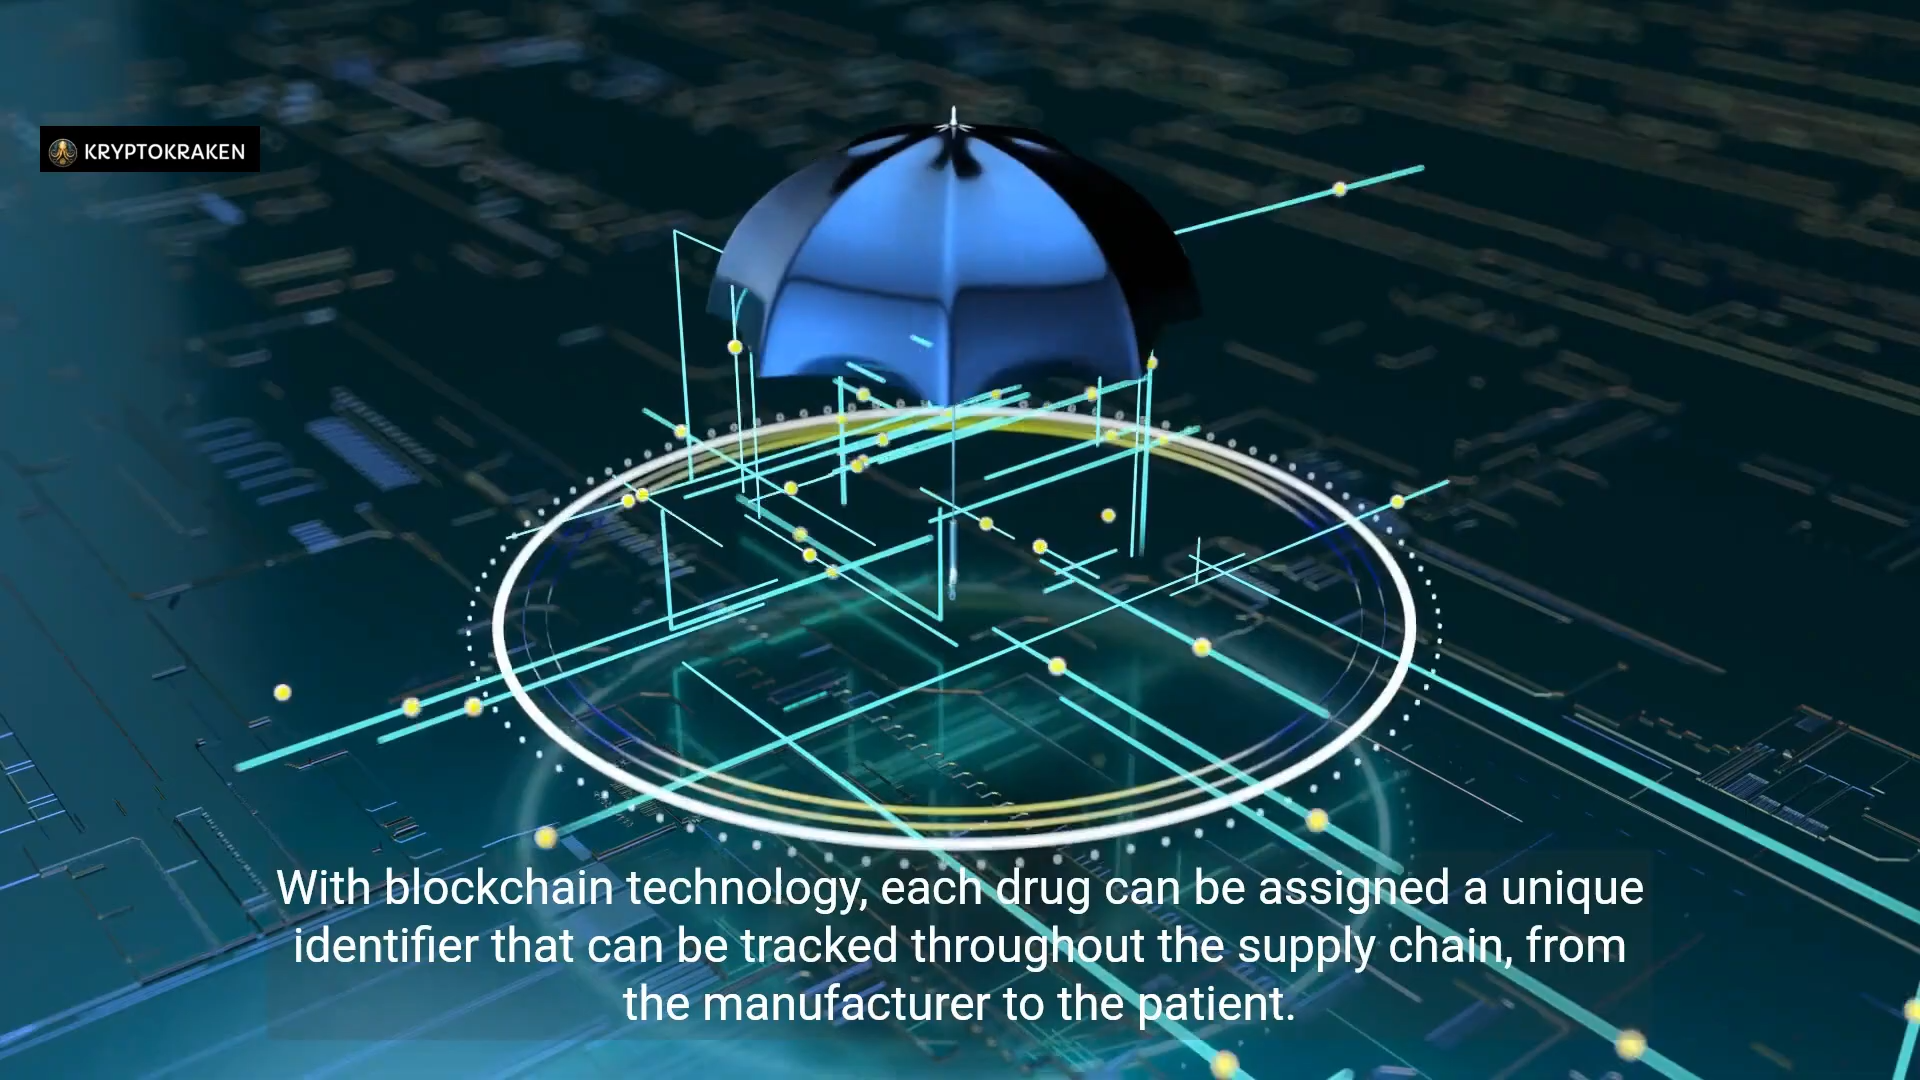 KRYPTOKRAKEN
With blockchain technology, each drug can be assigned a unique
identifier that can be tracked throughout the supply chain, from
the manufacturer to the patient.